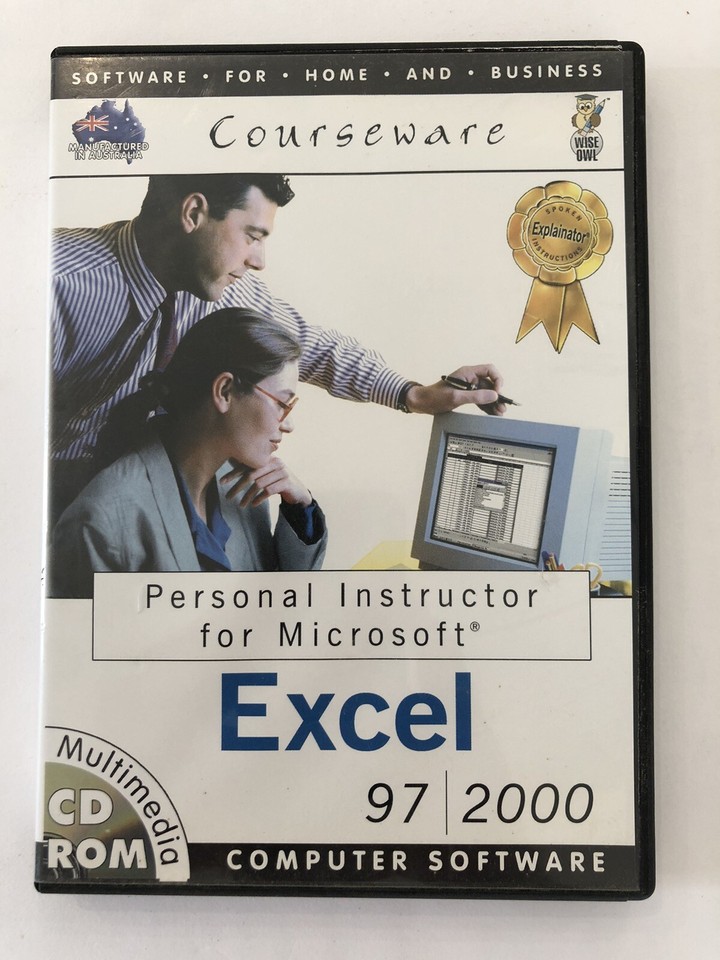 SOFTWARE • FOR • HOME • AND • BUSINESS
MANUFACTURED
IN AUSTRALIA
Courseware
WISE
OWL
SPOKEN
Explainator®
INSTRUCTIONS
Personal Instructor
for Microsoft®
Excel
97 | 2000
Multimedia
CD
ROM
COMPUTER SOFTWARE